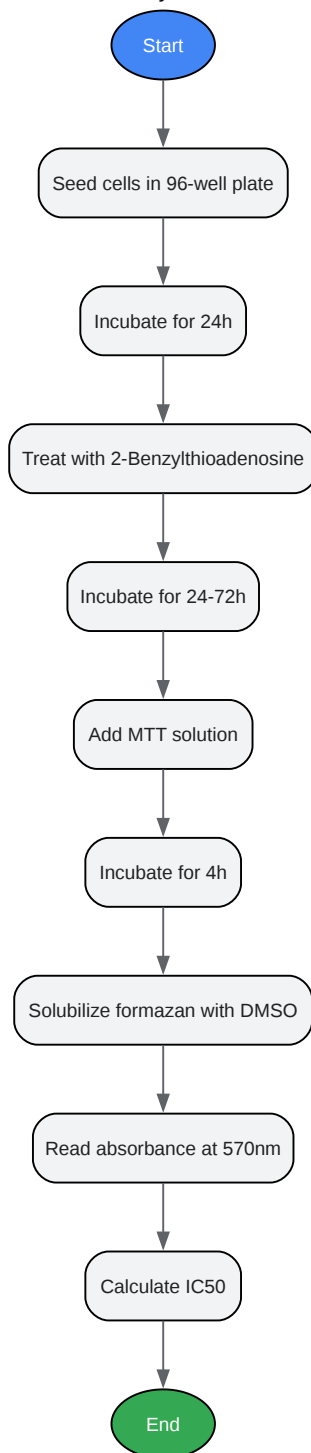 Start
Seed cells in 96-well plate
Incubate for 24h
Treat with 2-Benzylthioadenosine
Incubate for 24-72h
Add MTT solution
Incubate for 4h
Solubilize formazan with DMSO
Read absorbance at 570nm
Calculate IC50
End